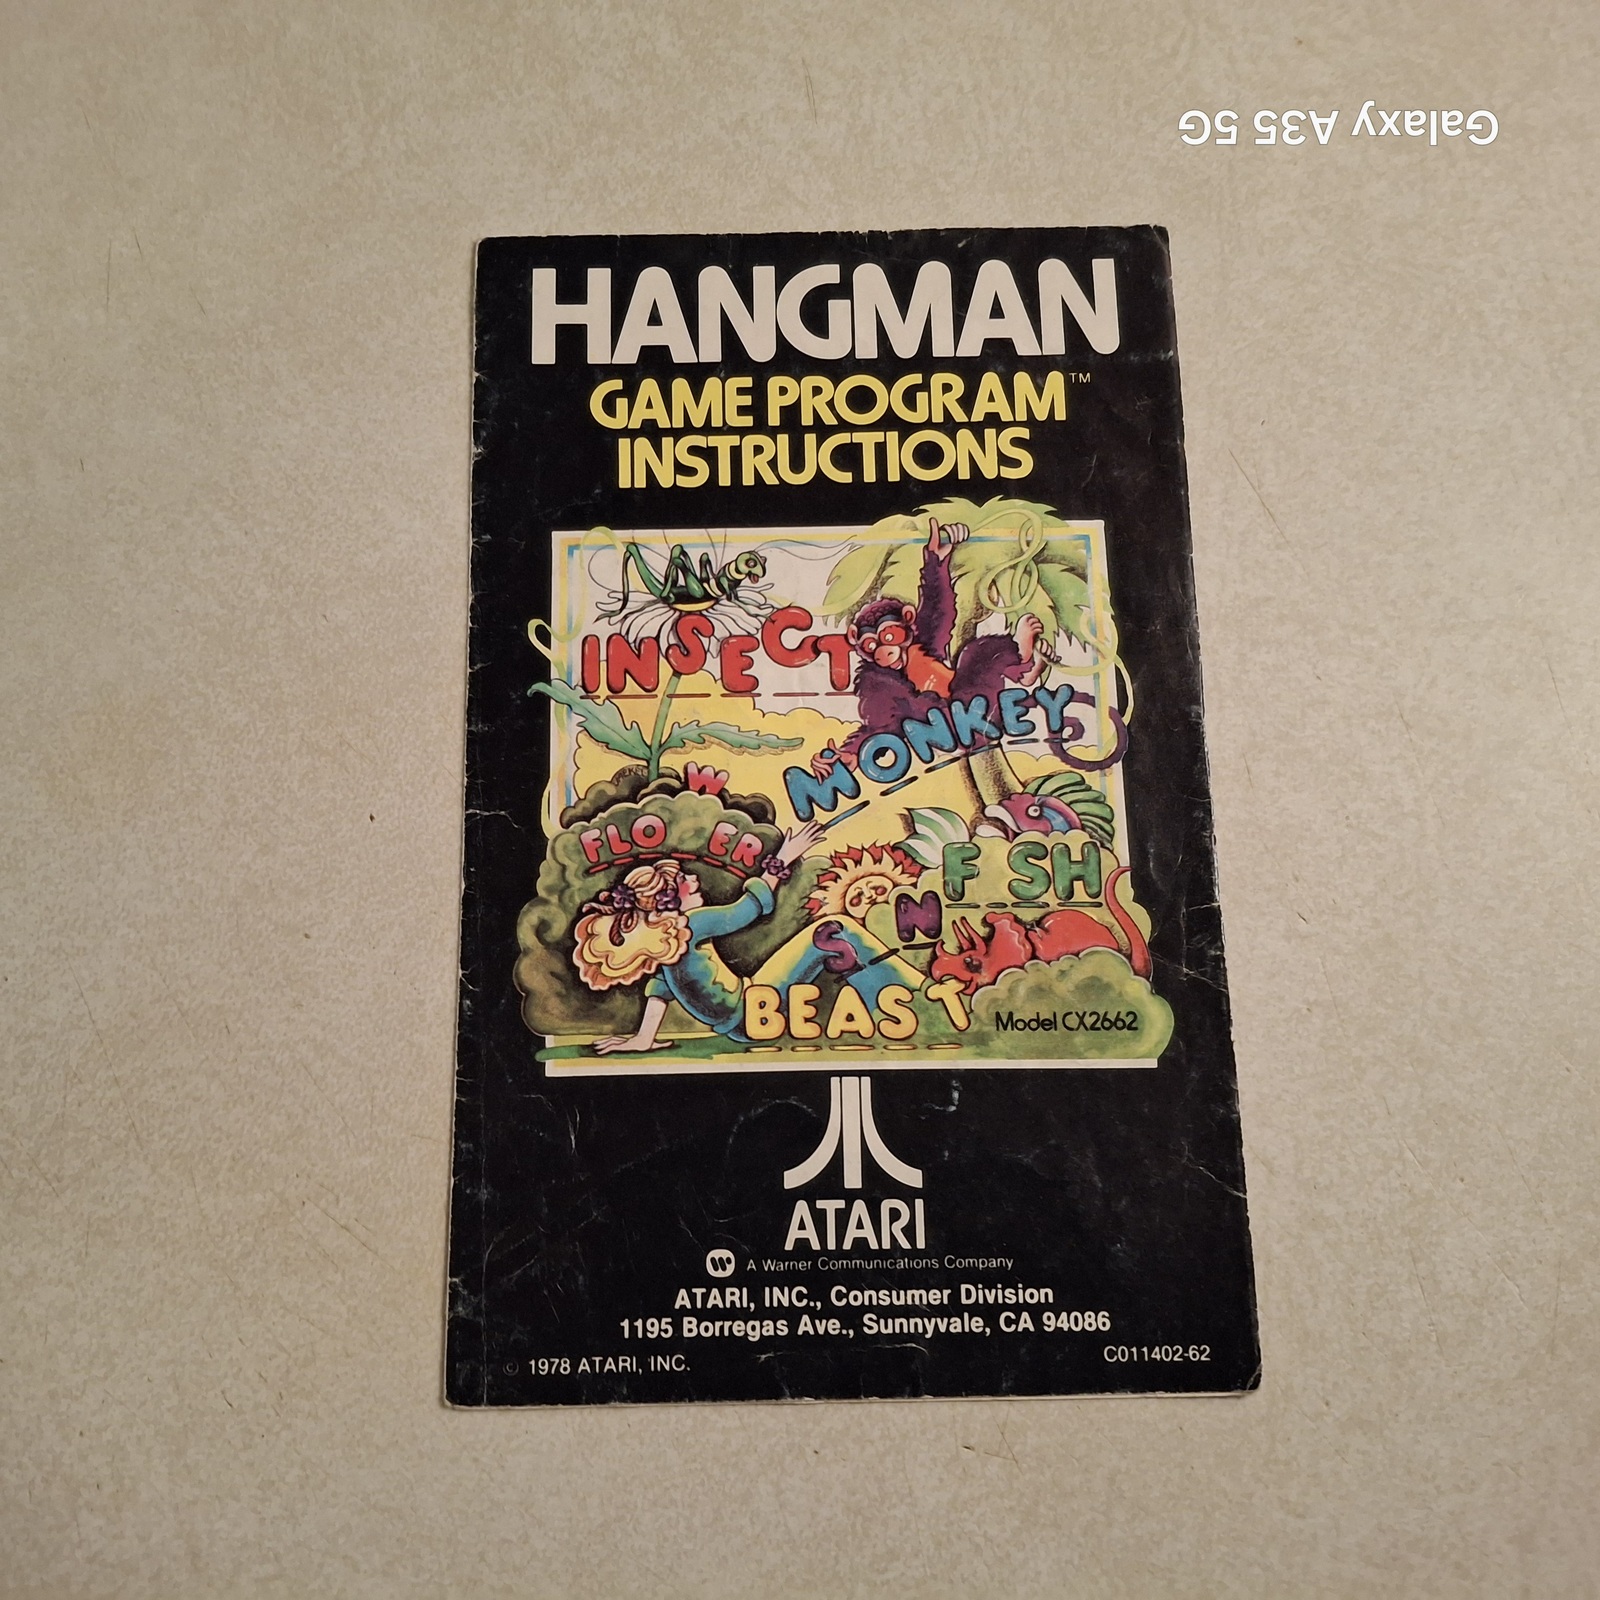 Galaxy A35 5G
HANGMAN
GAME PROGRAM™
INSTRUCTIONS
INSECT
MONKEY
W
FLO ER
F SH
S N
BEAST
Model CX2662
ATARI
A Warner Communications Company
ATARI, INC., Consumer Division
1195 Borregas Ave., Sunnyvale, CA 94086
© 1978 ATARI, INC.
C011402-62